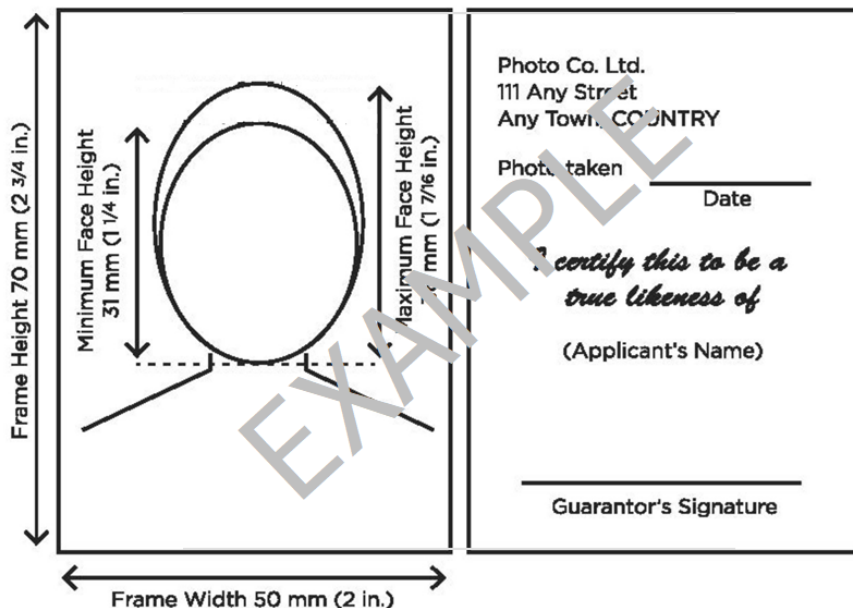 Frame Height 70 mm (2 3/4 in.)
Minimum Face Height
31 mm (1 1/4 in.)
Maximum Face Height
mm (1 7/16 in.)
Frame Width 50 mm (2 in.)
Photo Co. Ltd.
111 Any Street
Any Town, COUNTRY
Photo taken
Date
I certify this to be a
true likeness of
(Applicant's Name)
Guarantor's Signature
EXAMPLE